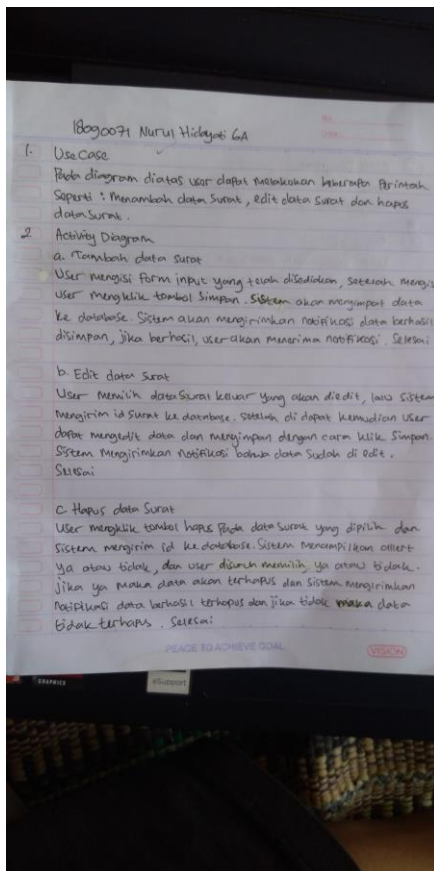 18090071 Nurul Hidayati 6A
1. Use Case
Pada diagram diatas user dapat melakukan beberapa perintah
Seperti : Menambah data Surat, edit data surat dan hapus
data surat.
2 Activity Diagram
a. Tambah data surat
User mengisi form input yang telah disediakan, setelah mengisi
user mengklik tombol Simpan. Sistem akan menyimpat data
ke database. Sistem akan mengirimkan notifikasi data berhasil
disimpan, jika berhasil, user akan menerima notifikasi. Selesai
b. Edit data surat
User memilih data Surat keluar yang akan diedit, lalu sistem
Mengirim id surat ke database. setelah di dapat kemudian user
dapat mengedit data dan menyimpan dengan cara klik Simpan.
Sistem Mengirimkan notifikasi bahwa data Sudah di edit.
Selesai
C. Hapus data Surat
User mengklik tombol hapus Pada data surat yang dipilih dan
sistem mengirim id ke database. Sistem menampilkan allert
ya atau tidak, dan user disuruh memilih ya atau tidak.
jika ya maka data akan terhapus dan sistem mengirimkan
notifikasi data berhasil terhapus dan jika tidak maka data
tidak terhapus. Selesai
PEACE TO ACHIEVE GOAL
VISION
GRAPHICS
eSupport